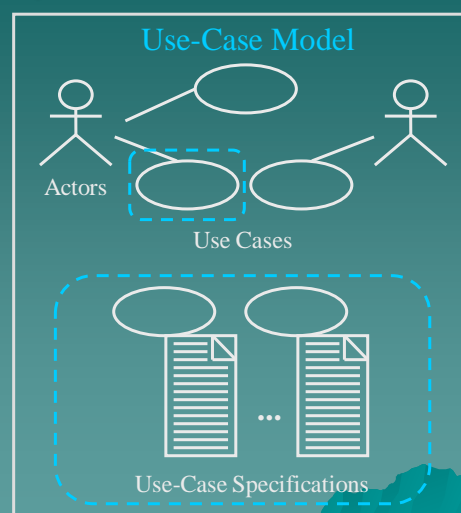 Use-Case Model
Actors
Use Cases
...
Use-Case Specifications